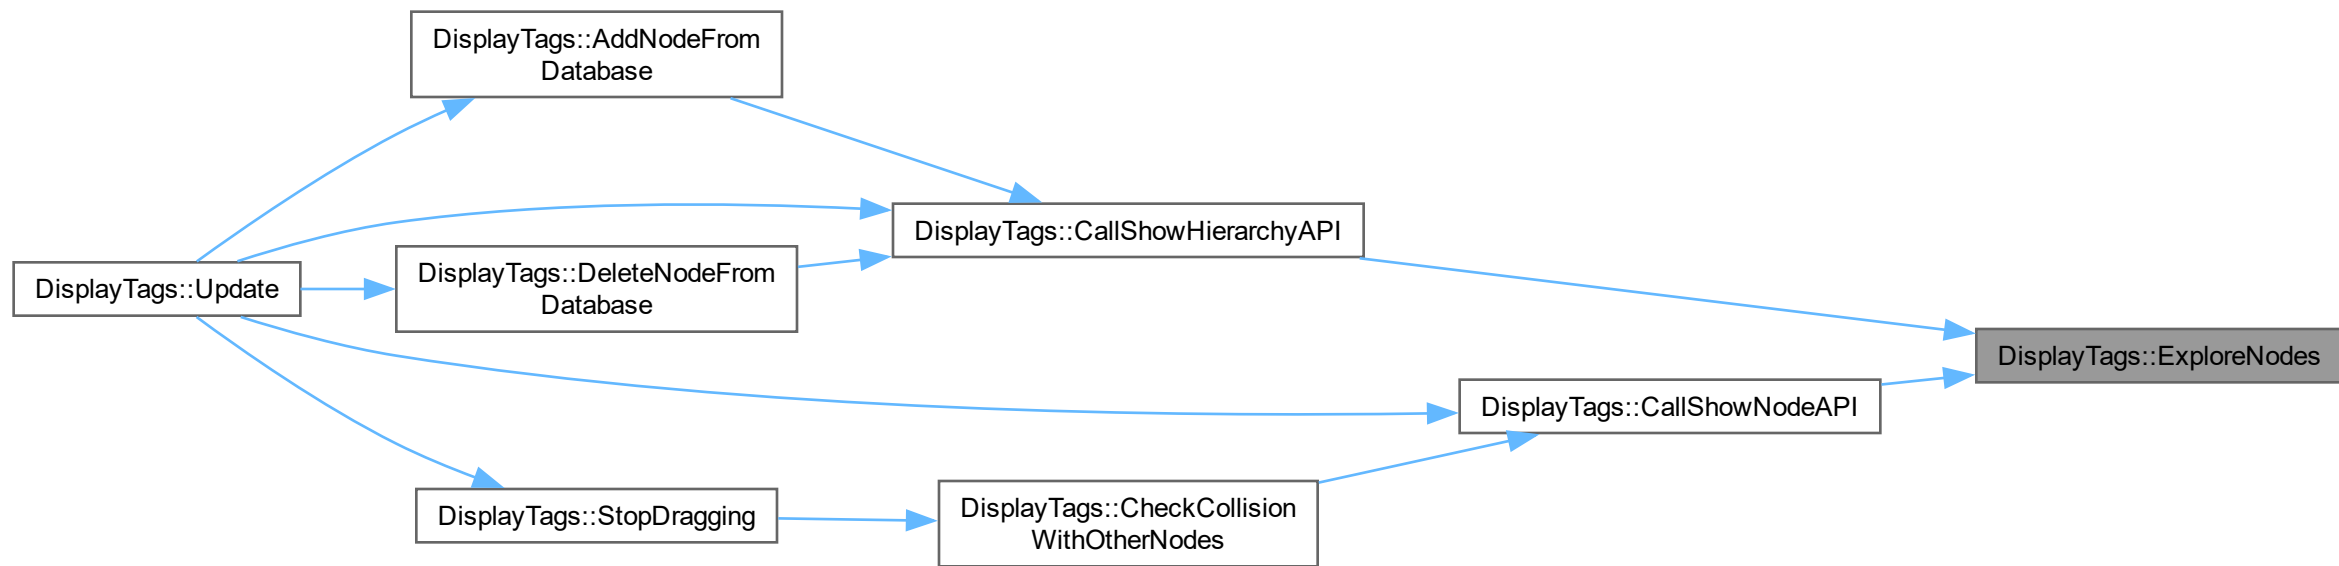 DisplayTags::AddNodeFrom
Database
DisplayTags::CallShowHierarchyAPI
DisplayTags::DeleteNodeFrom
Database
DisplayTags::Update
DisplayTags::ExploreNodes
DisplayTags::CallShowNodeAPI
DisplayTags::CheckCollision
WithOtherNodes
DisplayTags::StopDragging